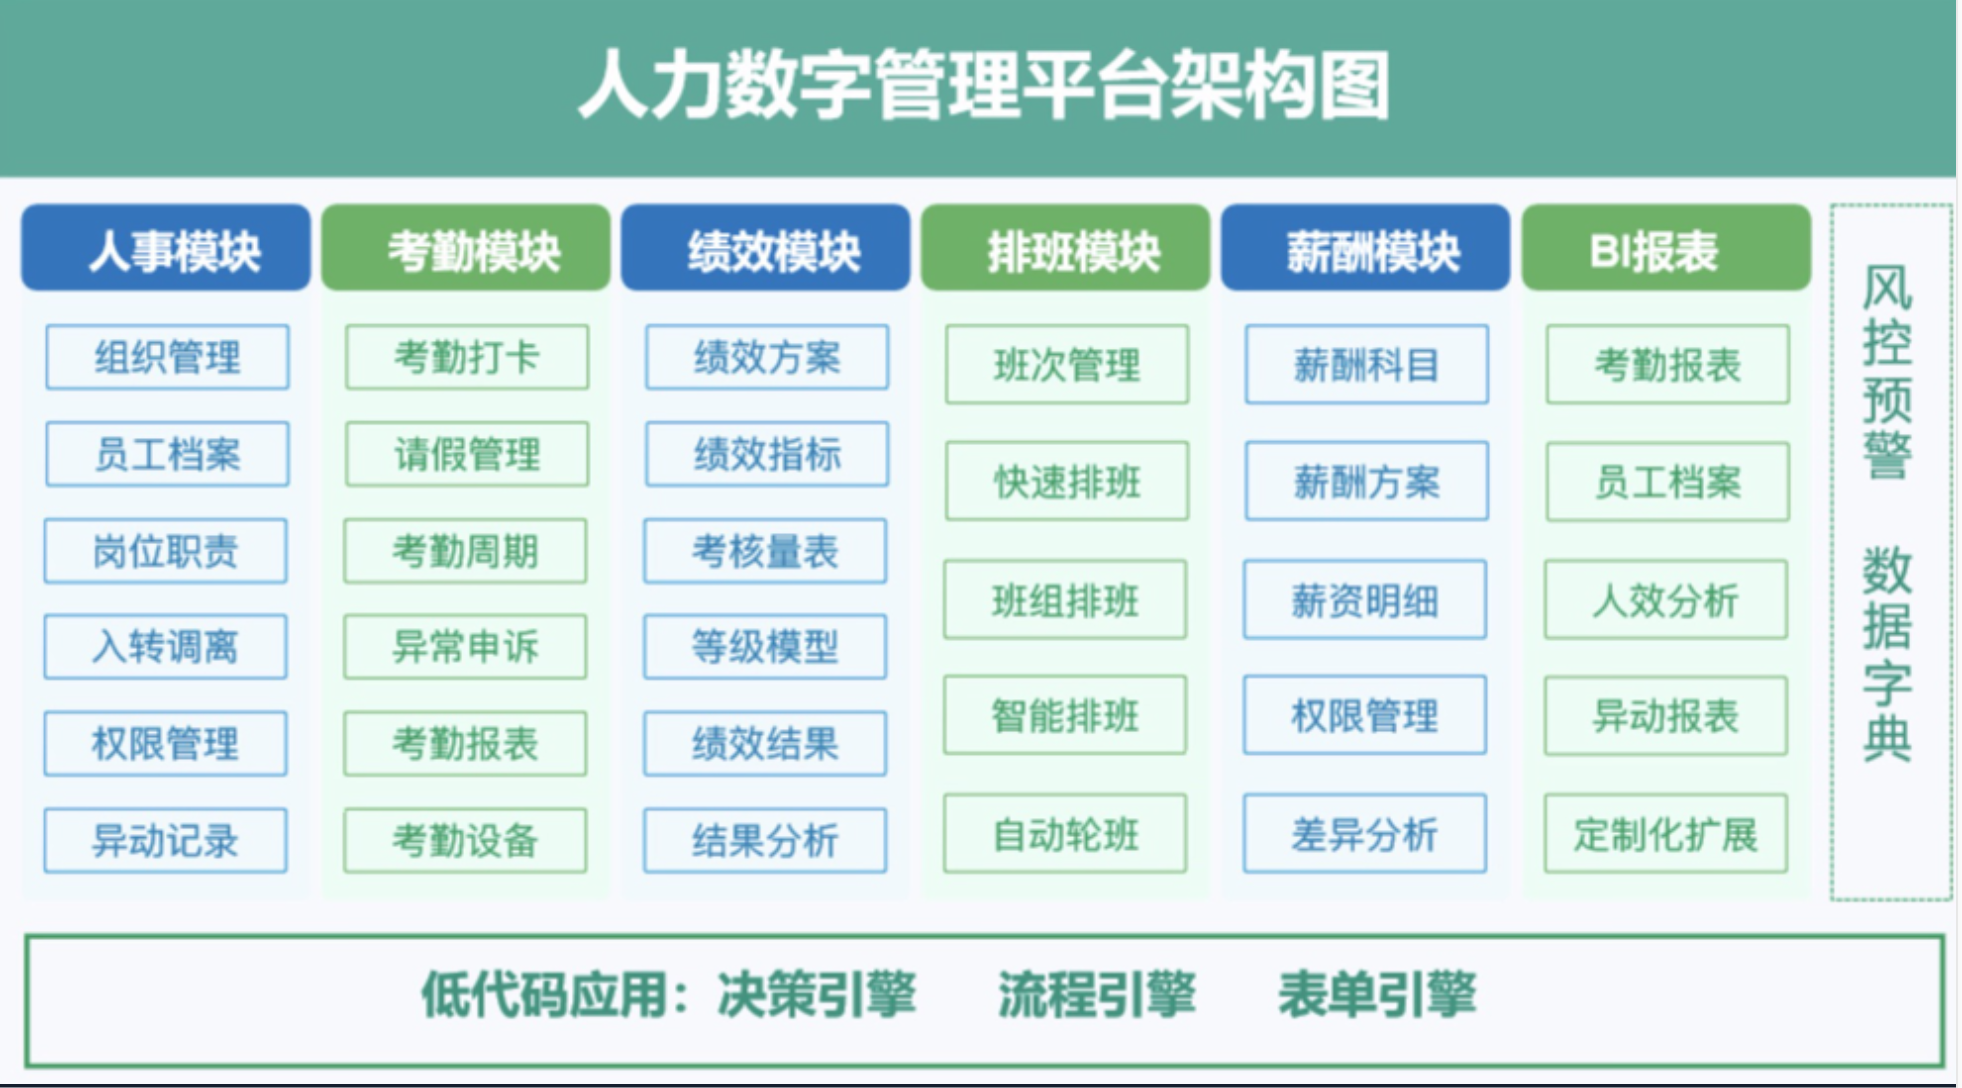 人力数字管理平台架构图
人事模块
组织管理
员工档案
岗位职责
入转调离
权限管理
异动记录
考勤模块
考勤打卡
请假管理
考勤周期
异常申诉
考勤报表
考勤设备
绩效模块
绩效方案
绩效指标
考核量表
等级模型
绩效结果
结果分析
排班模块
班次管理
快速排班
班组排班
智能排班
自动轮班
薪酬模块
薪酬科目
薪酬方案
薪资明细
权限管理
差异分析
BI报表
考勤报表
员工档案
人效分析
异动报表
定制化扩展
风控预警 数据字典
低代码应用：决策引擎 流程引擎 表单引擎